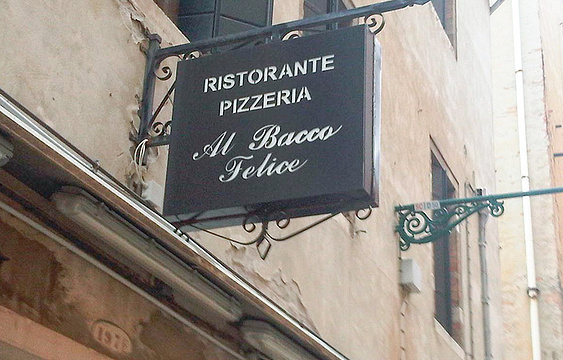 RISTORANTE
PIZZERIA
Al Bacco
Felice